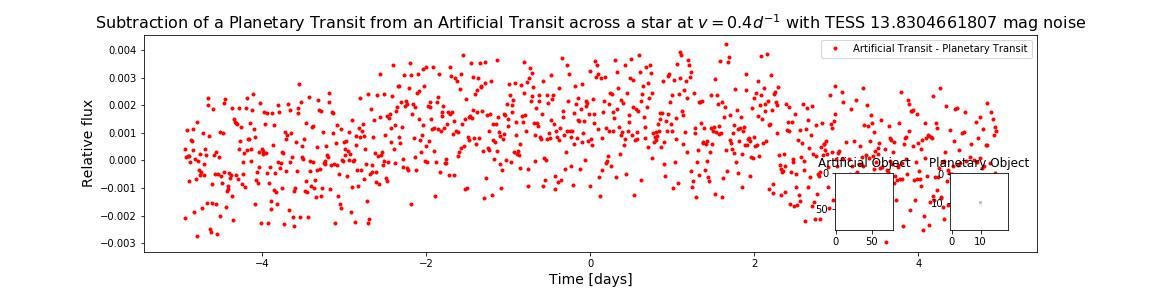 Subtraction of a Planetary Transit from an Artificial Transit across a star at v = 0.4d⁻¹ with TESS 13.8304661807 mag noise
Artificial Transit - Planetary Transit
Relative flux
0.004
0.003
0.002
0.001
0.000
−0.001
−0.002
−0.003
Artificial Object
0
50
0 50
Planetary Object
0
10
0 10
−4 −2 0 2 4
Time [days]